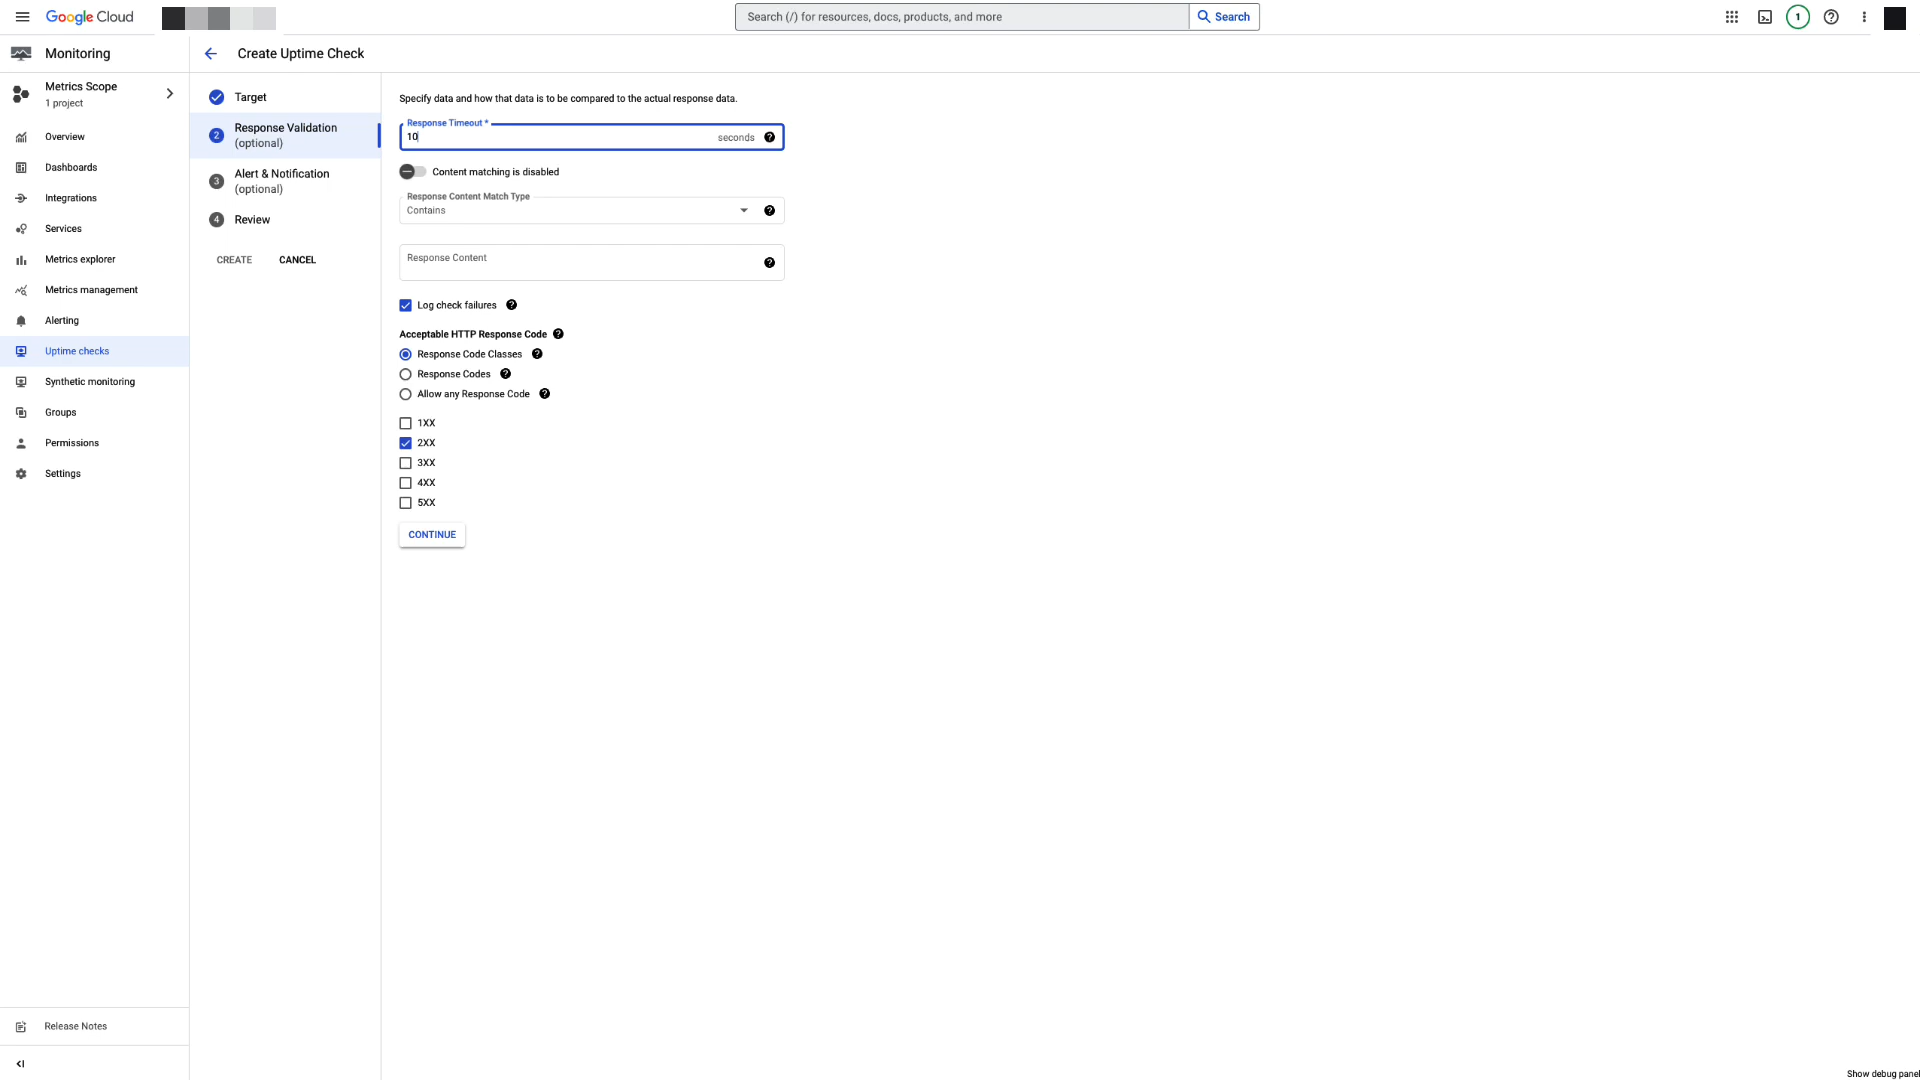 Google Cloud
Search (/) for resources, docs, products, and more
Search
1
Monitoring
Create Uptime Check
Metrics Scope
1 project
Overview
Dashboards
Integrations
Services
Metrics explorer
Metrics management
Alerting
Uptime checks
Synthetic monitoring
Groups
Permissions
Settings
Release Notes
Target
2
Response Validation
(optional)
3
Alert & Notification
(optional)
4
Review
CREATE
CANCEL
Specify data and how that data is to be compared to the actual response data.
Response Timeout *
10
seconds
Content matching is disabled
Response Content Match Type
Contains
Response Content
Log check failures
Acceptable HTTP Response Code
Response Code Classes
Response Codes
Allow any Response Code
1XX
2XX
3XX
4XX
5XX
CONTINUE
Show debug panel